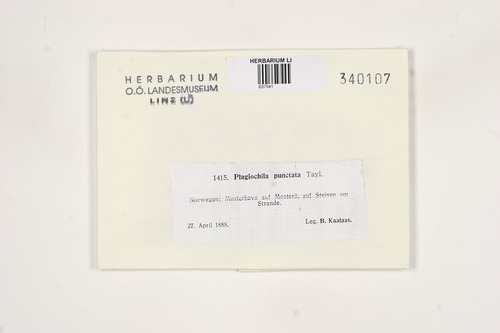 HERBARIUM
O.Ö. LANDESMUSEUM
LINZ (LI)
HERBARIUM LI
637541
340107
1415. Plagiochila punctata Tayl.
Norwegen: Mosterhavn auf Mosterö, auf Steinen am
Strande.
27. April 1888.
Leg. B. Kaalaas.